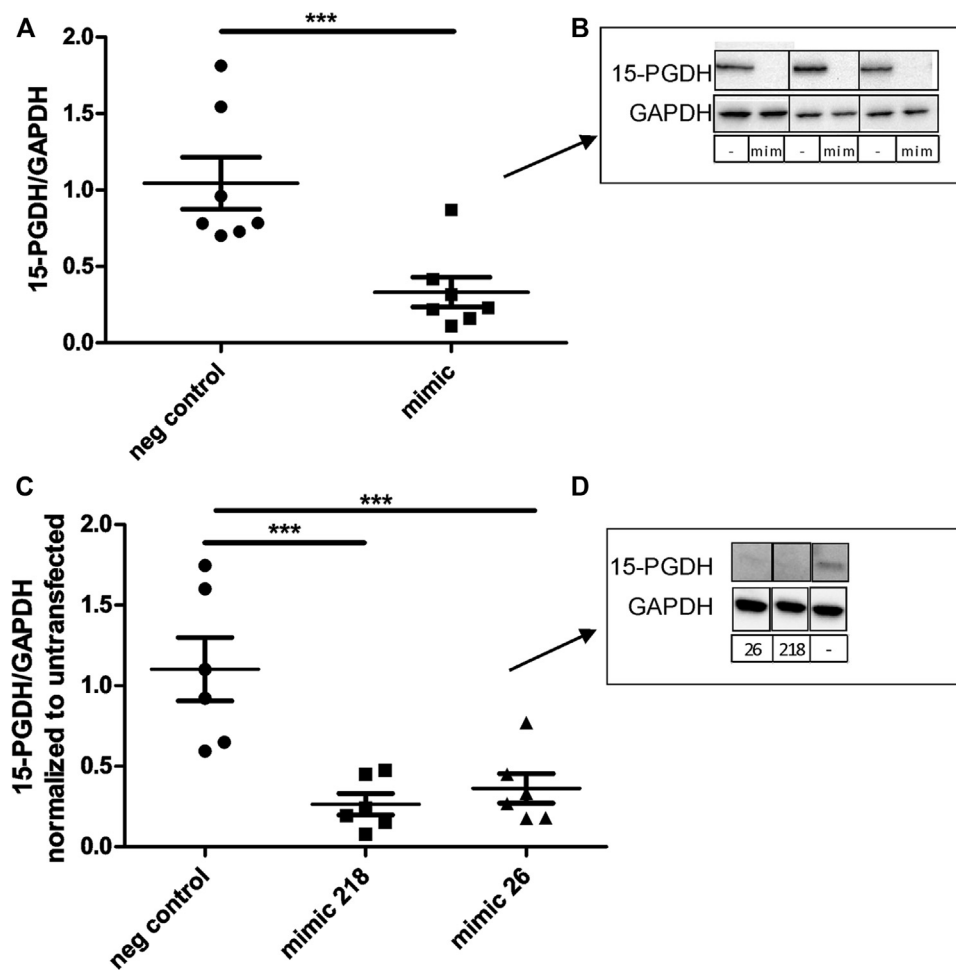 A
***
2.0
1.5
1.0
0.5
0.0
15-PGDH/GAPDH
neg control
mimic
B
15-PGDH
GAPDH
- mim - mim - mim
C
***
***
2.0
1.5
1.0
0.5
0.0
15-PGDH/GAPDH
normalized to untransfected
neg control
mimic 218
mimic 26
D
15-PGDH
GAPDH
26 218 -